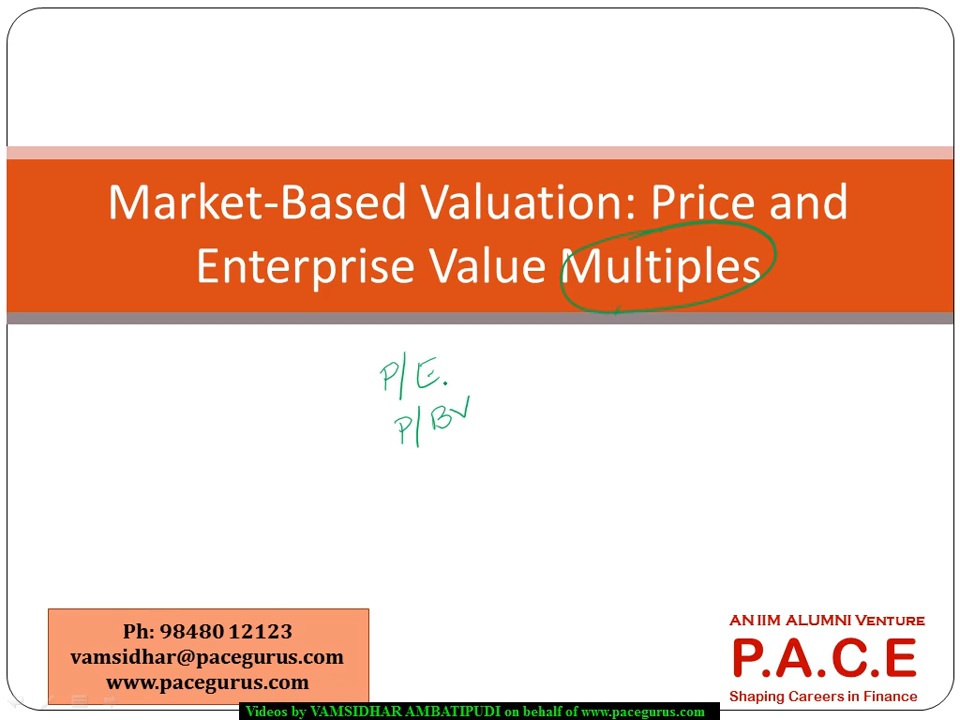 Market-Based Valuation: Price and
Enterprise Value Multiples
P/E.
P/BV
Ph: 98480 12123
vamsidhar@pacegurus.com
www.pacegurus.com
AN IIM ALUMNI VENTURE
P.A.C.E
Shaping Careers in Finance
Videos by VAMSIDHAR AMBATIPUDI on behalf of www.pacegurus.com